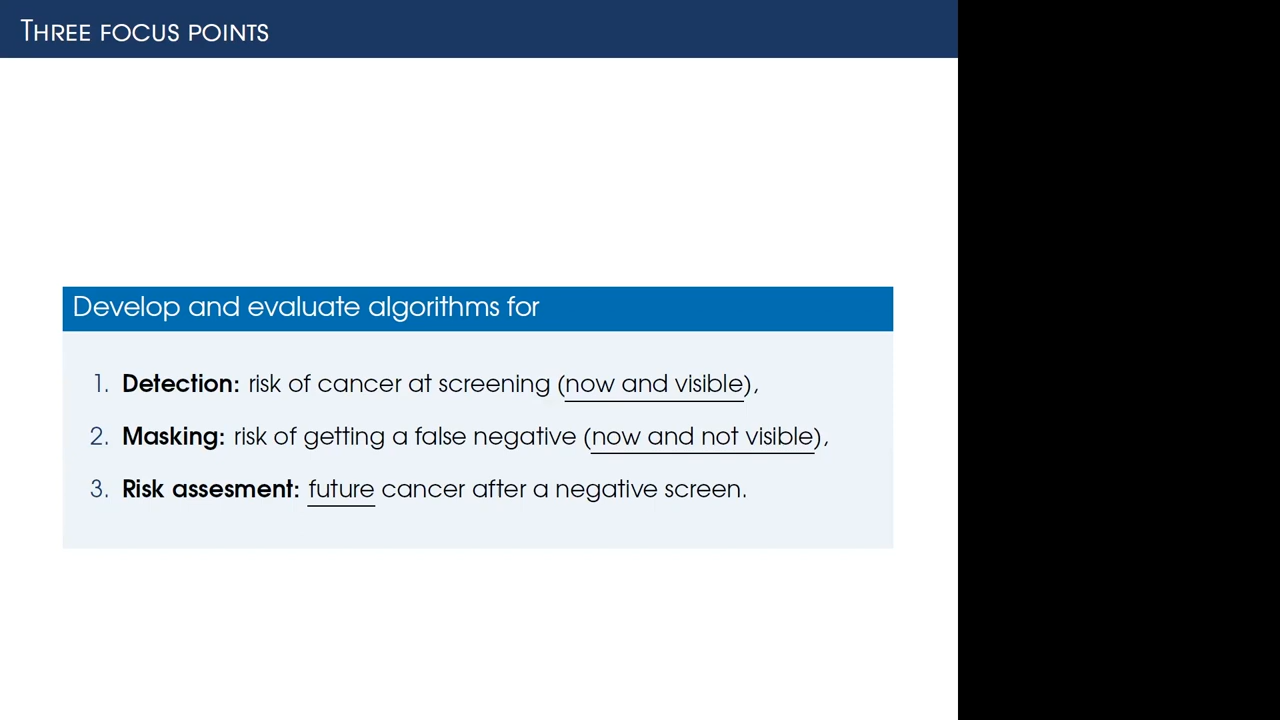 THREE FOCUS POINTS
Develop and evaluate algorithms for
1. Detection: risk of cancer at screening (now and visible),
2. Masking: risk of getting a false negative (now and not visible),
3. Risk assesment: future cancer after a negative screen.